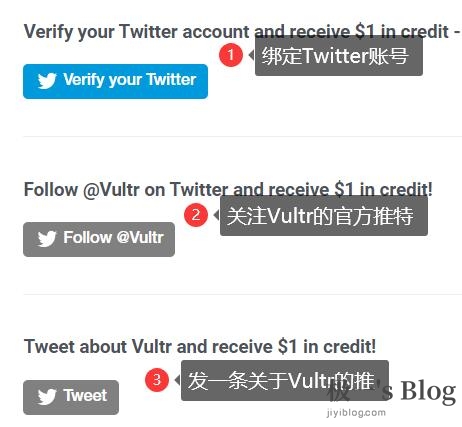 Verify your Twitter account and receive $1 in credit -
1 绑定Twitter账号
Verify your Twitter
Follow @Vultr on Twitter and receive $1 in credit!
2 关注Vultr的官方推特
Follow @Vultr
Tweet about Vultr and receive $1 in credit!
3 发一条关于Vultr的推
's Blog
Tweet
jiyiblog.com